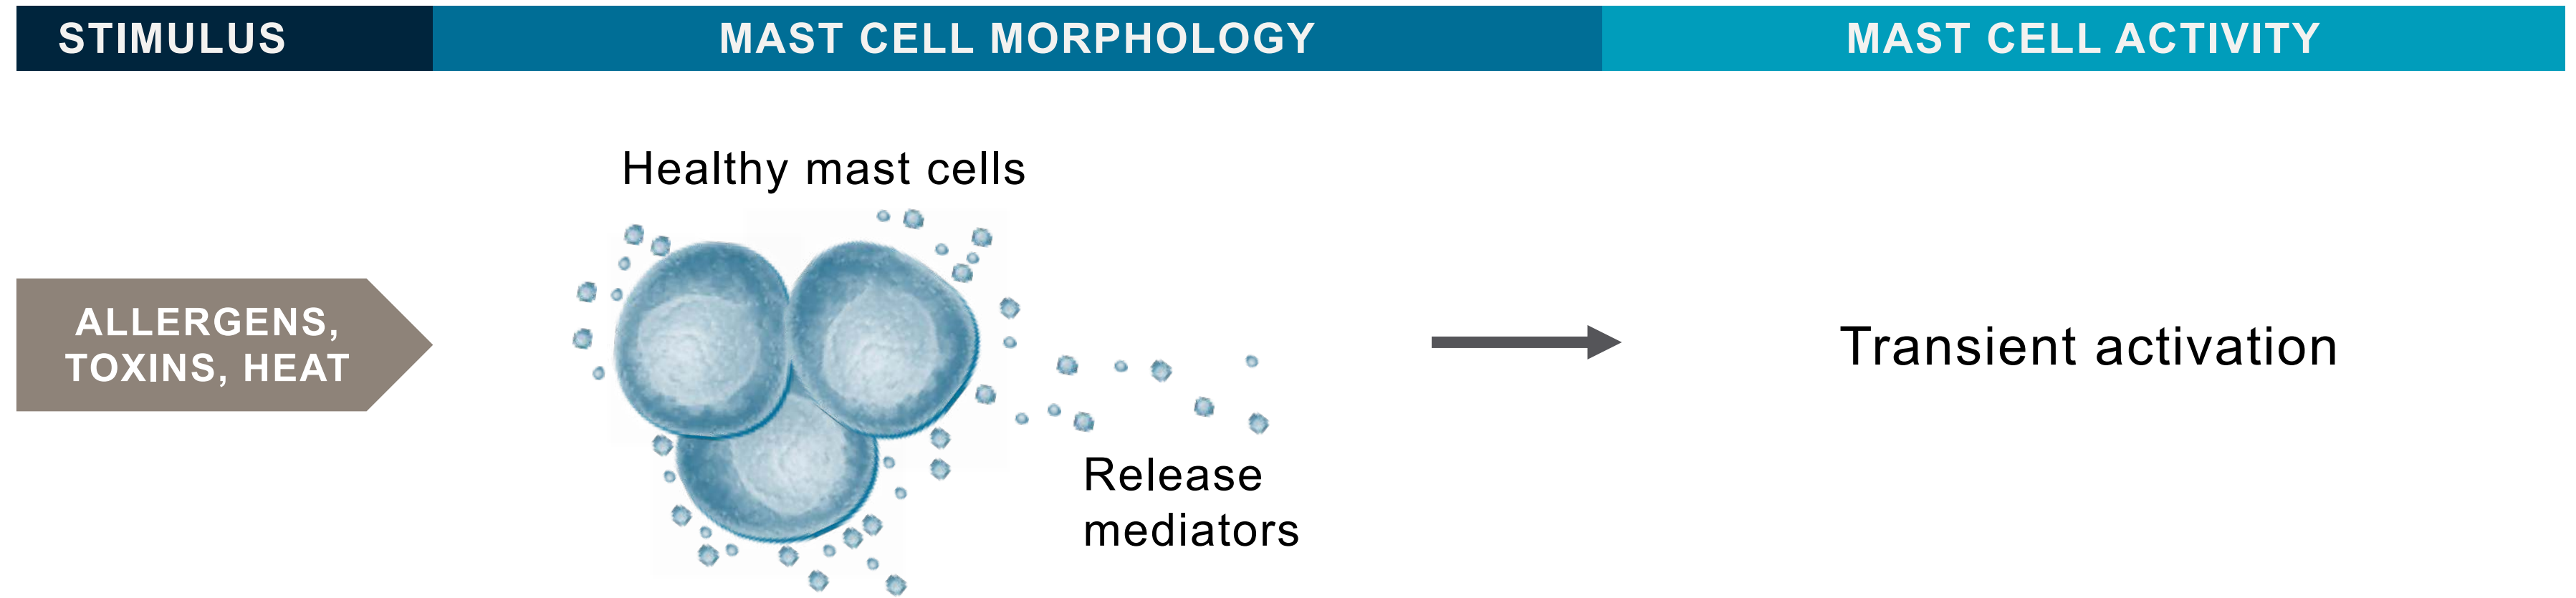 STIMULUS
MAST CELL MORPHOLOGY
MAST CELL ACTIVITY
Healthy mast cells
ALLERGENS,
TOXINS, HEAT
Transient activation
Release
mediators